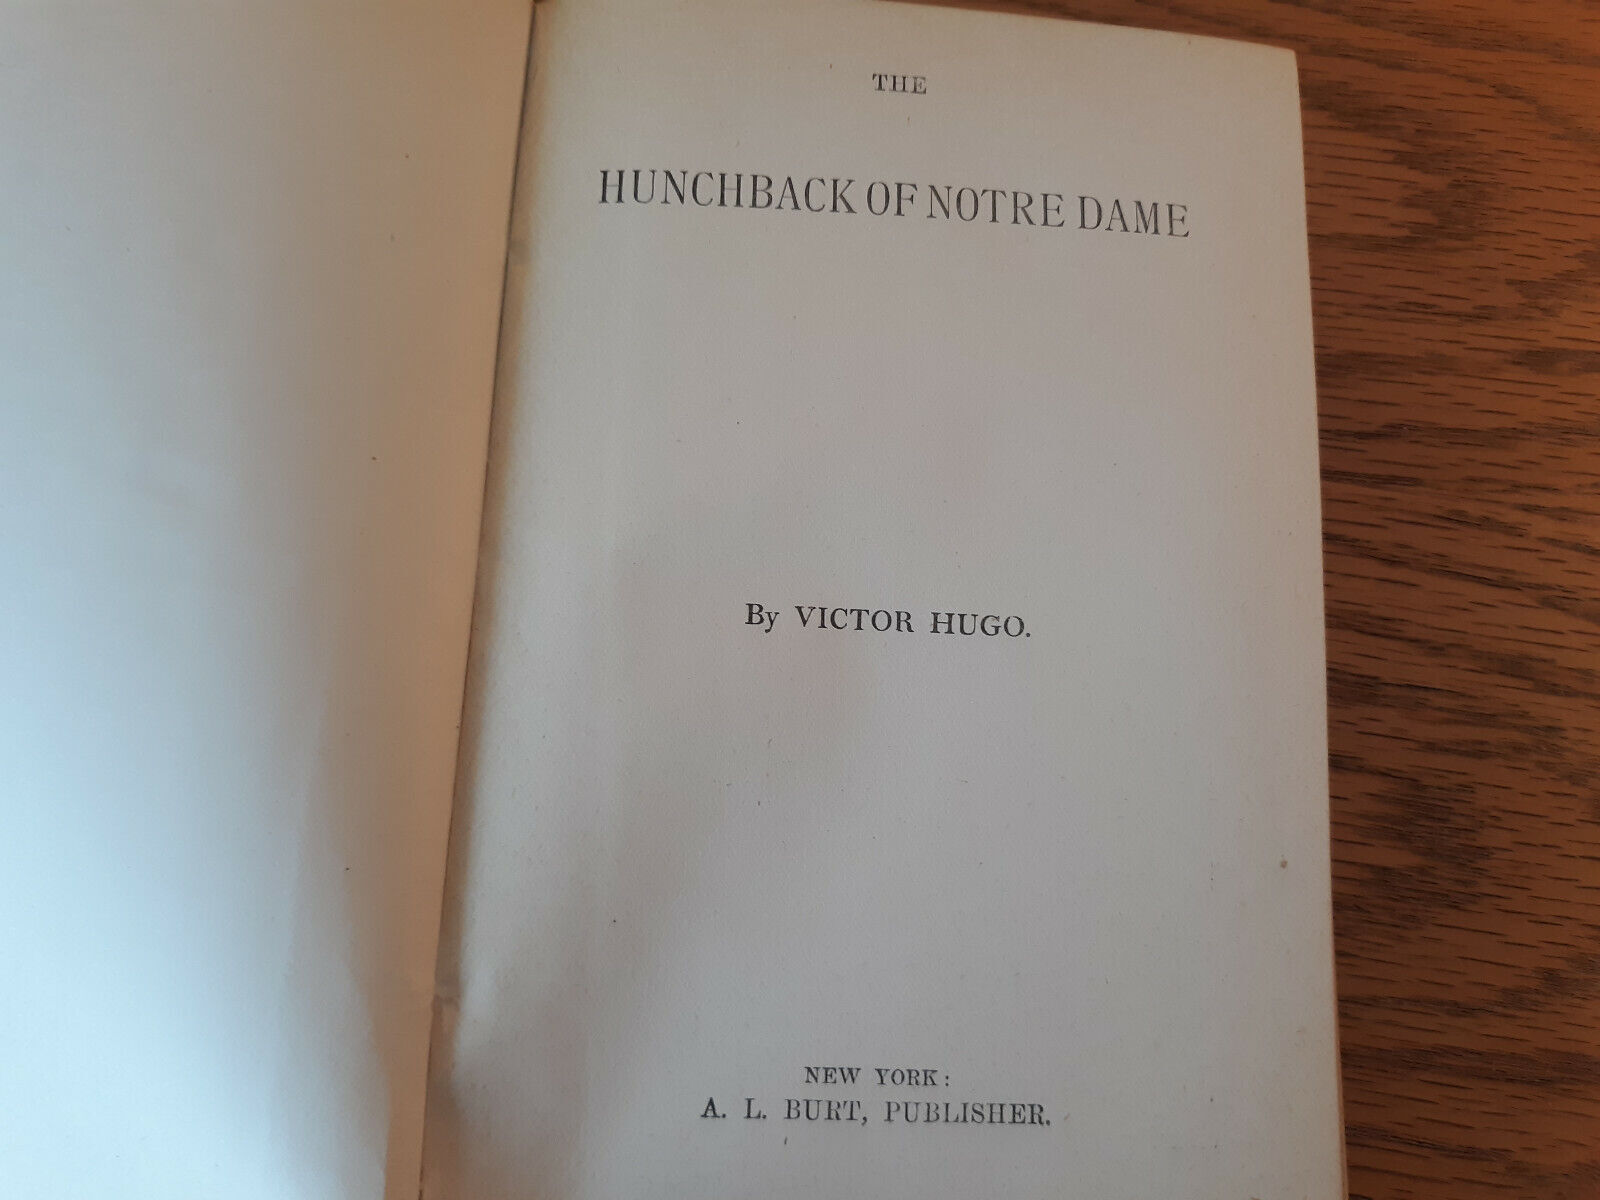 THE
HUNCHBACK OF NOTRE DAME
By VICTOR HUGO.
NEW YORK:
A. L. BURT, PUBLISHER.